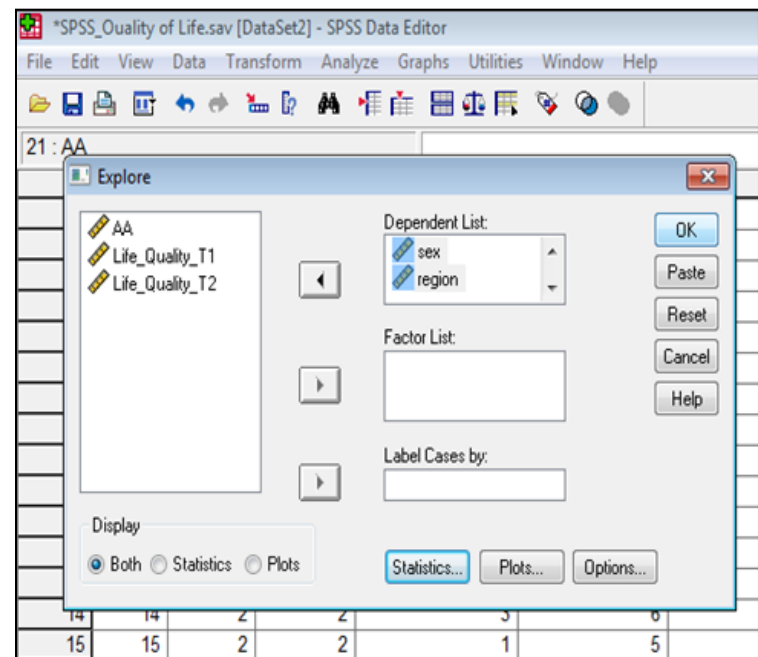 *SPSS_Ouality of Life.sav [DataSet2] - SPSS Data Editor
File Edit View Data Transform Analyze Graphs Utilities Window Help
21 : AA
Explore
AA
Life_Quality_T1
Life_Quality_T2
Dependent List:
sex
region
Factor List:
Label Cases by:
OK
Paste
Reset
Cancel
Help
Display
Both Statistics Plots
Statistics... Plots... Options...
14 14 2 2 3 6
15 15 2 2 1 5